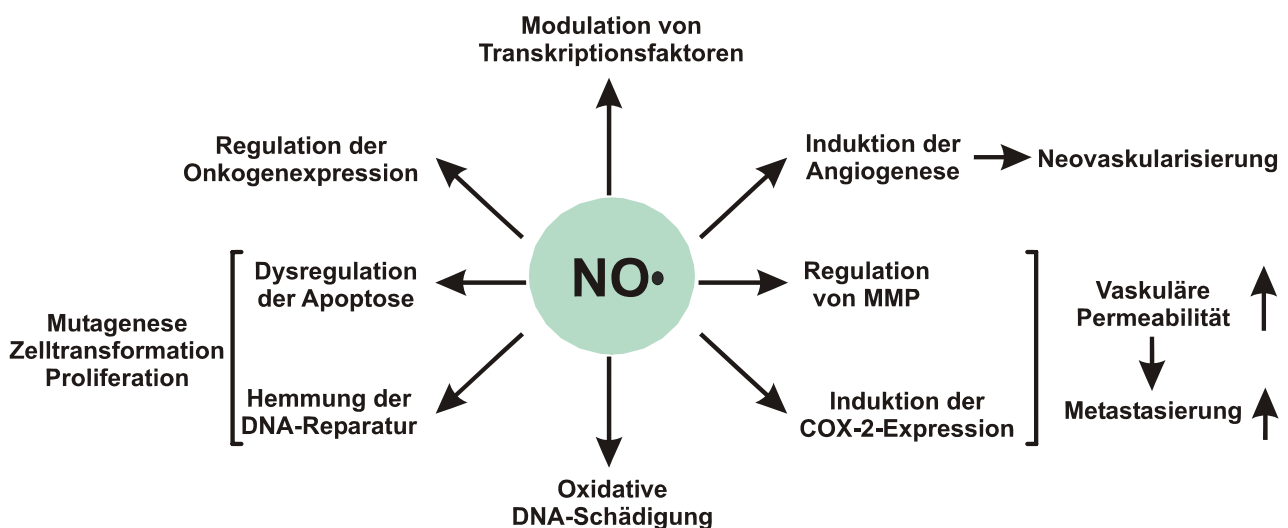 Modulation von
Transkriptionsfaktoren
Regulation der
Onkogenexpression
Induktion der
Angiogenese
Neovaskularisierung
NO•
Dysregulation
der Apoptose
Regulation
von MMP
Vaskuläre
Permeabilität
Mutagenese
Zelltransformation
Proliferation
Hemmung der
DNA-Reparatur
Induktion der
COX-2-Expression
Metastasierung
Oxidative
DNA-Schädigung